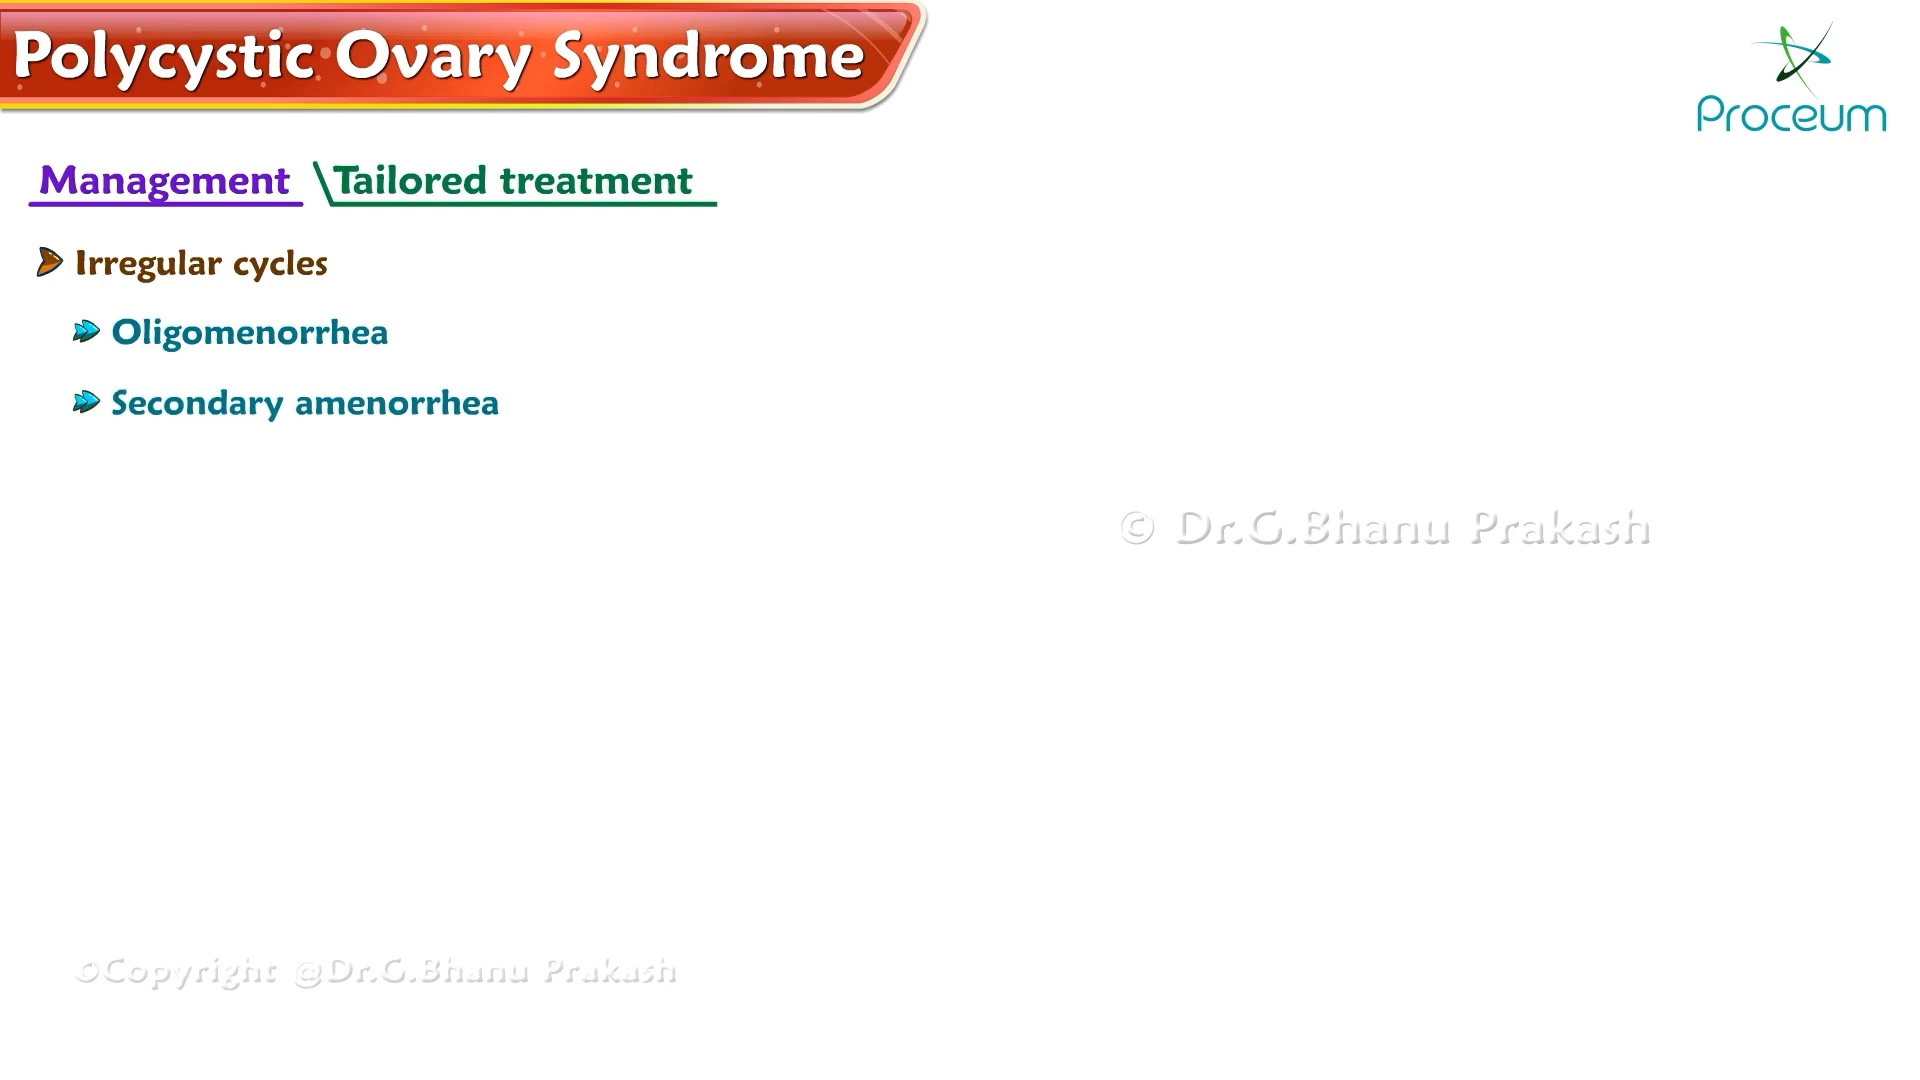 Polycystic Ovary Syndrome
Proceum
Management \ Tailored treatment
Irregular cycles
Oligomenorrhea
Secondary amenorrhea
© Dr.G.Bhanu Prakash
©Copyright @Dr.G.Bhanu Prakash